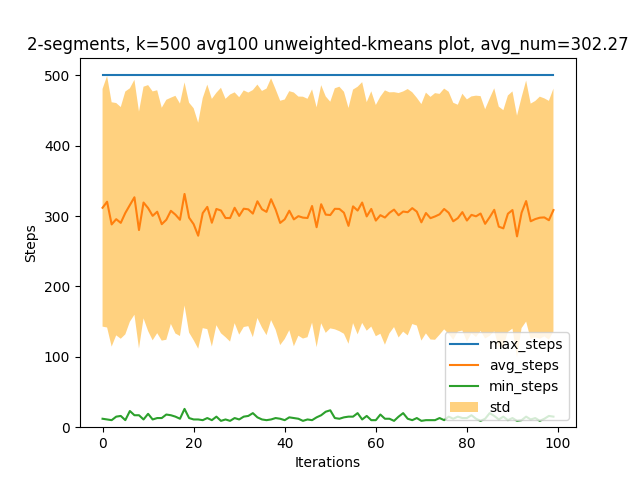 2-segments, k=500 avg100 unweighted-kmeans plot, avg_num=302.27
500
400
300
200
100
0
Steps
max_steps
avg_steps
min_steps
std
0 20 40 60 80 100
Iterations